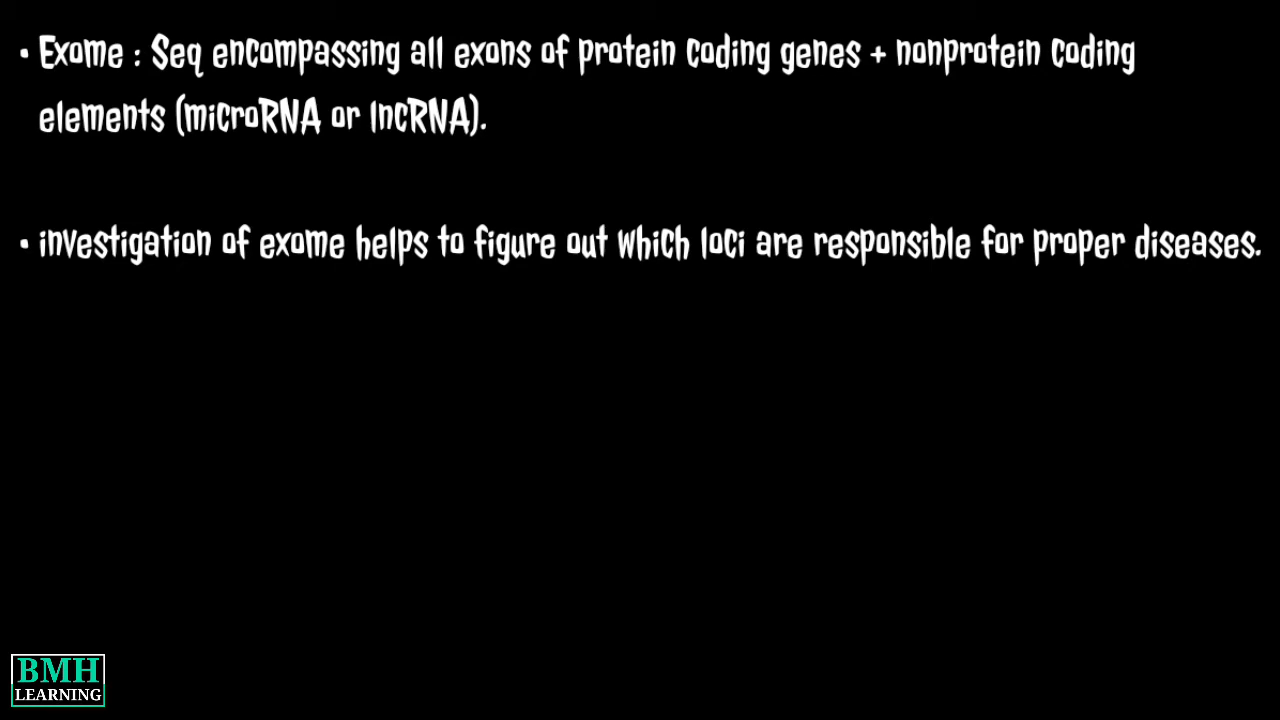 • Exome : Seq encompassing all exons of protein coding genes + nonprotein coding
elements (microRNA or lncRNA).
• investigation of exome helps to figure out which loci are responsible for proper diseases.
BMH
LEARNING